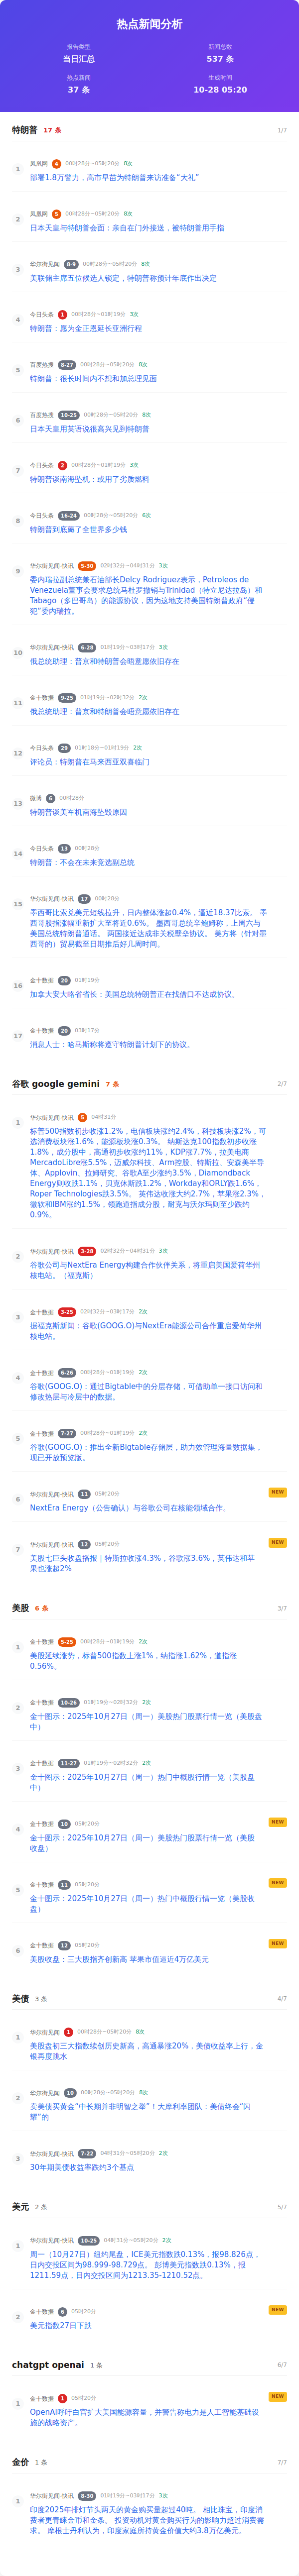 热点新闻分析
报告类型
当日汇总
新闻总数
537 条
热点新闻
37 条
生成时间
10-28 05:20
特朗普 17 条 1/7
1
凤凰网 4 00时28分~05时20分 8次
部署1.8万警力，高市早苗为特朗普来访准备“大礼”
2
凤凰网 5 00时28分~05时20分 8次
日本天皇与特朗普会面：亲自在门外接送，被特朗普用手指
3
华尔街见闻 8-9 00时28分~05时20分 8次
美联储主席五位候选人锁定，特朗普称预计年底作出决定
4
今日头条 1 00时28分~01时19分 3次
特朗普：愿为金正恩延长亚洲行程
5
百度热搜 8-27 00时28分~05时20分 8次
特朗普：很长时间内不想和加总理见面
6
百度热搜 10-25 00时28分~05时20分 8次
日本天皇用英语说很高兴见到特朗普
7
今日头条 2 00时28分~01时19分 3次
特朗普谈南海坠机：或用了劣质燃料
8
今日头条 16-24 00时28分~05时20分 6次
特朗普到底薅了全世界多少钱
9
华尔街见闻-快讯 5-30 02时32分~04时31分 3次
委内瑞拉副总统兼石油部长Delcy Rodriguez表示，Petroleos de
Venezuela董事会要求总统马杜罗撤销与Trinidad（特立尼达拉岛）和
Tabago（多巴哥岛）的能源协议，因为这地支持美国特朗普政府“侵
犯”委内瑞拉。
10
华尔街见闻-快讯 6-28 01时19分~03时17分 3次
俄总统助理：普京和特朗普会晤意愿依旧存在
11
金十数据 9-25 01时19分~02时32分 2次
俄总统助理：普京和特朗普会晤意愿依旧存在
12
今日头条 29 01时18分~01时19分 2次
评论员：特朗普在马来西亚双喜临门
13
微博 6 00时28分
特朗普谈美军机南海坠毁原因
14
今日头条 13 00时28分
特朗普：不会在未来竞选副总统
15
华尔街见闻-快讯 17 00时28分
墨西哥比索兑美元短线拉升，日内整体涨超0.4%，逼近18.37比索。 墨
西哥股指涨幅重新扩大至将近0.6%。 墨西哥总统辛鲍姆称，上周六与
美国总统特朗普通话。 两国接近达成非关税壁垒协议。 美方将（针对墨
西哥的）贸易截至日期推后好几周时间。
16
金十数据 20 01时19分
加拿大安大略省省长：美国总统特朗普正在找借口不达成协议。
17
金十数据 20 03时17分
消息人士：哈马斯称将遵守特朗普计划下的协议。
谷歌 google gemini 7 条 2/7
1
华尔街见闻-快讯 5 04时31分
标普500指数初步收涨1.2%，电信板块涨约2.4%，科技板块涨2%，可
选消费板块涨1.6%，能源板块涨0.3%。 纳斯达克100指数初步收涨
1.8%，成分股中，高通初步收涨约11%，KDP涨7.7%，拉美电商
MercadoLibre涨5.5%，迈威尔科技、Arm控股、特斯拉、安森美半导
体、Applovin、拉姆研究、谷歌A至少涨约3.5%，Diamondback
Energy则收跌1.1%，贝克休斯跌1.2%，Workday和ORLY跌1.6%，
Roper Technologies跌3.5%。 英伟达收涨大约2.7%，苹果涨2.3%，
微软和IBM涨约1.5%，领跑道指成分股，耐克与沃尔玛则至少跌约
0.9%。
2
华尔街见闻-快讯 3-28 02时32分~04时31分 3次
谷歌公司与NextEra Energy构建合作伙伴关系，将重启美国爱荷华州
核电站。（福克斯）
3
金十数据 3-25 02时32分~03时17分 2次
据福克斯新闻：谷歌(GOOG.O)与NextEra能源公司合作重启爱荷华州
核电站。
4
金十数据 6-26 00时28分~01时19分 2次
谷歌(GOOG.O)：通过Bigtable中的分层存储，可借助单一接口访问和
修改热层与冷层中的数据。
5
金十数据 7-27 00时28分~01时19分 2次
谷歌(GOOG.O)：推出全新Bigtable存储层，助力效管理海量数据集，
现已开放预览版。
6
华尔街见闻-快讯 11 05时20分 NEW
NextEra Energy（公告确认）与谷歌公司在核能领域合作。
7
华尔街见闻-快讯 12 05时20分 NEW
美股七巨头收盘播报｜特斯拉收涨4.3%，谷歌涨3.6%，英伟达和苹
果也涨超2%
美股 6 条 3/7
1
金十数据 5-25 00时28分~01时19分 2次
美股延续涨势，标普500指数上涨1%，纳指涨1.62%，道指涨
0.56%。
2
金十数据 10-26 01时19分~02时32分 2次
金十图示：2025年10月27日（周一）美股热门股票行情一览（美股盘
中）
3
金十数据 11-27 01时19分~02时32分 2次
金十图示：2025年10月27日（周一）热门中概股行情一览（美股盘
中）
4
金十数据 10 05时20分 NEW
金十图示：2025年10月27日（周一）美股热门股票行情一览（美股
收盘）
5
金十数据 11 05时20分 NEW
金十图示：2025年10月27日（周一）热门中概股行情一览（美股收
盘）
6
金十数据 12 05时20分 NEW
美股收盘：三大股指齐创新高 苹果市值逼近4万亿美元
美债 3 条 4/7
1
华尔街见闻 1 00时28分~05时20分 8次
美股盘初三大指数续创历史新高，高通暴涨20%，美债收益率上行，金
银再度跳水
2
华尔街见闻 10 00时28分~05时20分 8次
卖美债买黄金“中长期并非明智之举”！大摩利率团队：美债终会“闪
耀”的
3
华尔街见闻-快讯 7-22 04时31分~05时20分 2次
30年期美债收益率跌约3个基点
美元 2 条 5/7
1
华尔街见闻-快讯 10-25 04时31分~05时20分 2次
周一（10月27日）纽约尾盘，ICE美元指数跌0.13%，报98.826点，
日内交投区间为98.999-98.729点。 彭博美元指数跌0.13%，报
1211.59点，日内交投区间为1213.35-1210.52点。
2
金十数据 6 05时20分 NEW
美元指数27日下跌
chatgpt openai 1 条 6/7
1
金十数据 1 05时20分 NEW
OpenAI呼吁白宫扩大美国能源容量，并警告称电力是人工智能基础设
施的战略资产。
金价 1 条 7/7
1
华尔街见闻-快讯 8-30 01时19分~03时17分 3次
印度2025年排灯节头两天的黄金购买量超过40吨。 相比珠宝，印度消
费者更青睐金币和金条。 投资动机对黄金购买行为的影响力超过消费需
求。 摩根士丹利认为，印度家庭所持黄金价值大约3.8万亿美元。